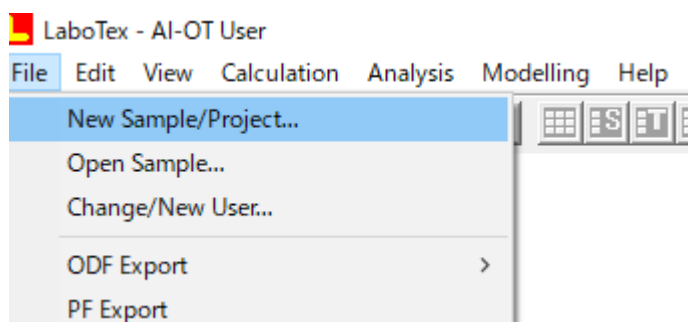 LaboTex - AI-OT User
File Edit View Calculation Analysis Modelling Help
New Sample/Project...
Open Sample...
Change/New User...
ODF Export
PF Export